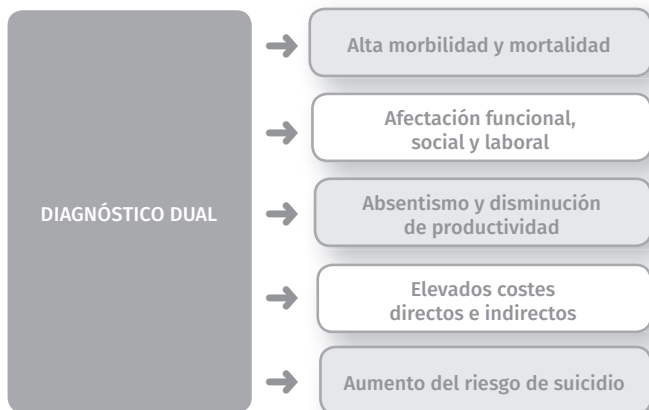 DIAGNÓSTICO DUAL
Alta morbilidad y mortalidad
Afectación funcional,
social y laboral
Absentismo y disminución
de productividad
Elevados costes
directos e indirectos
Aumento del riesgo de suicidio